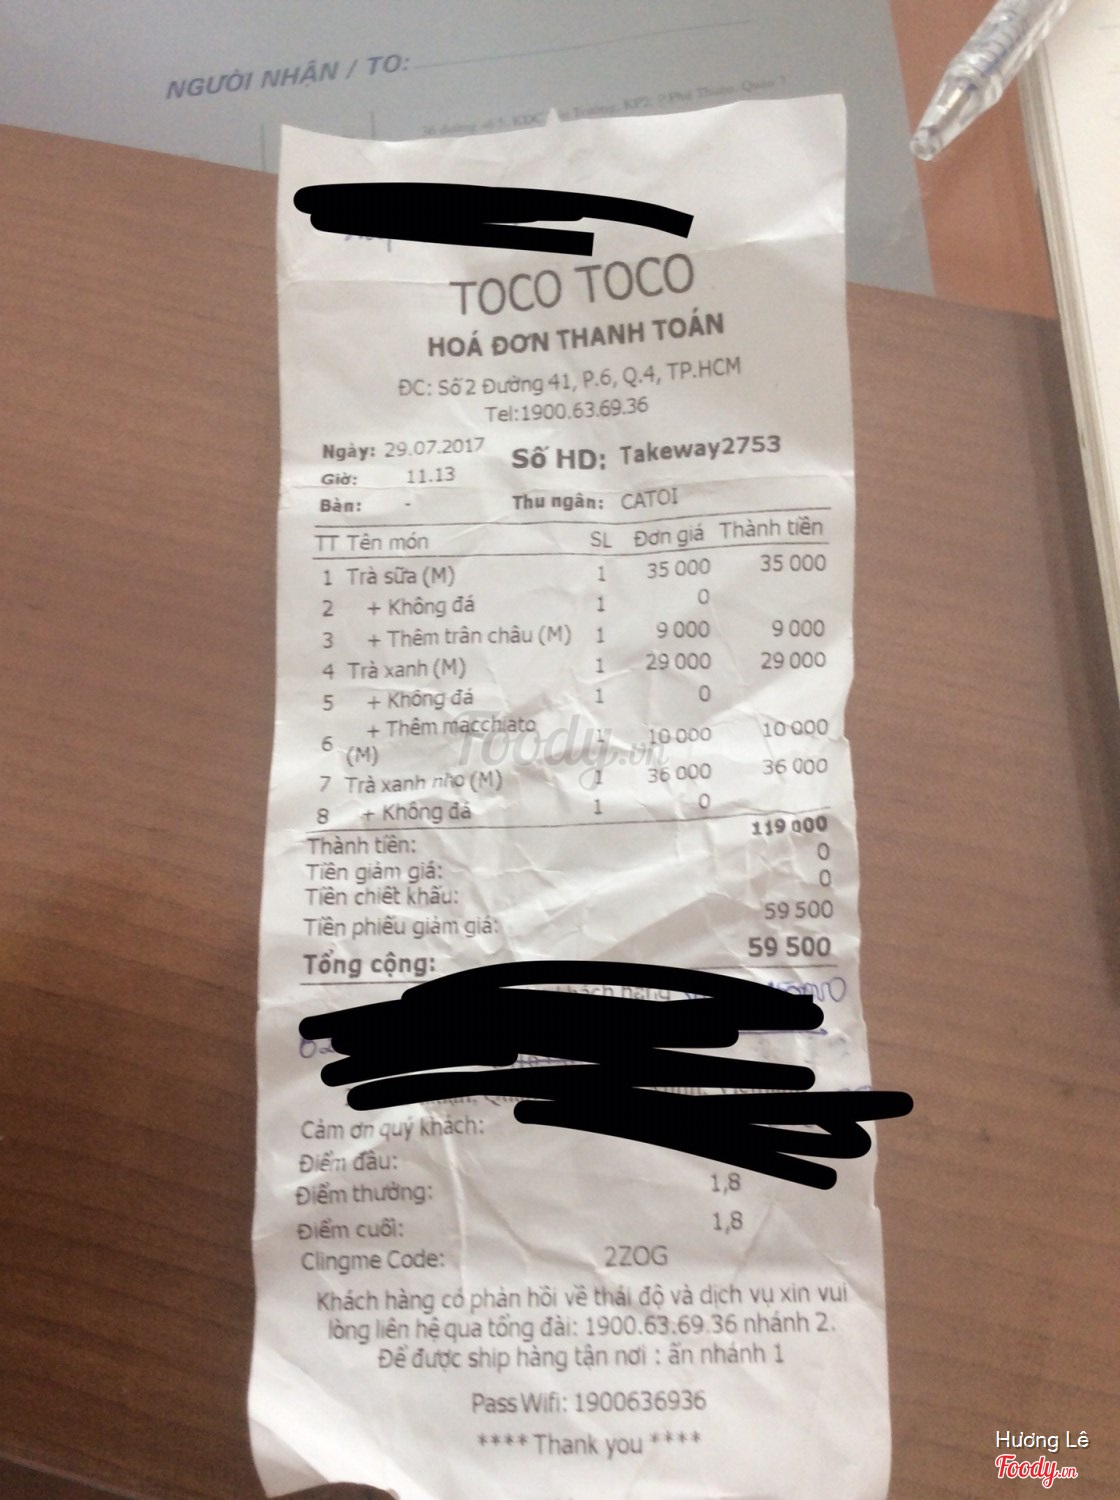 NGƯỜI NHẬN / TO:
TOCO TOCO
HOÁ ĐƠN THANH TOÁN
ĐC: Số 2 Đường 41, P.6, Q.4, TP.HCM
Tel:1900.63.69.36
Ngày: 29.07.2017 Số HD: Takeway2753
Giờ: 11.13
Bàn: - Thu ngân: CATOI
TT Tên món SL Đơn giá Thành tiền
1 Trà sữa (M) 1 35 000 35 000
2 + Không đá 1 0
3 + Thêm trân châu (M) 1 9 000 9 000
4 Trà xanh (M) 1 29 000 29 000
5 + Không đá 1 0
6 + Thêm macchiato (M) 1 10 000 10 000
7 Trà xanh nho (M) 1 36 000 36 000
8 + Không đá 1 0
Thành tiền: 119 000
Tiền giảm giá: 0
Tiền chiết khấu: 0
Tiền phiếu giảm giá: 59 500
Tổng cộng: 59 500
khách hàng
Cảm ơn quý khách:
Điểm đầu:
Điểm thưởng: 1,8
Điểm cuối: 1,8
Clingme Code: 2ZOG
Khách hàng có phản hồi về thái độ và dịch vụ xin vui
lòng liên hệ qua tổng đài: 1900.63.69.36 nhánh 2.
Để được ship hàng tận nơi : ấn nhánh 1
Pass Wifi: 1900636936
**** Thank you ****
Foody.vn
Hương Lê
Foody.vn